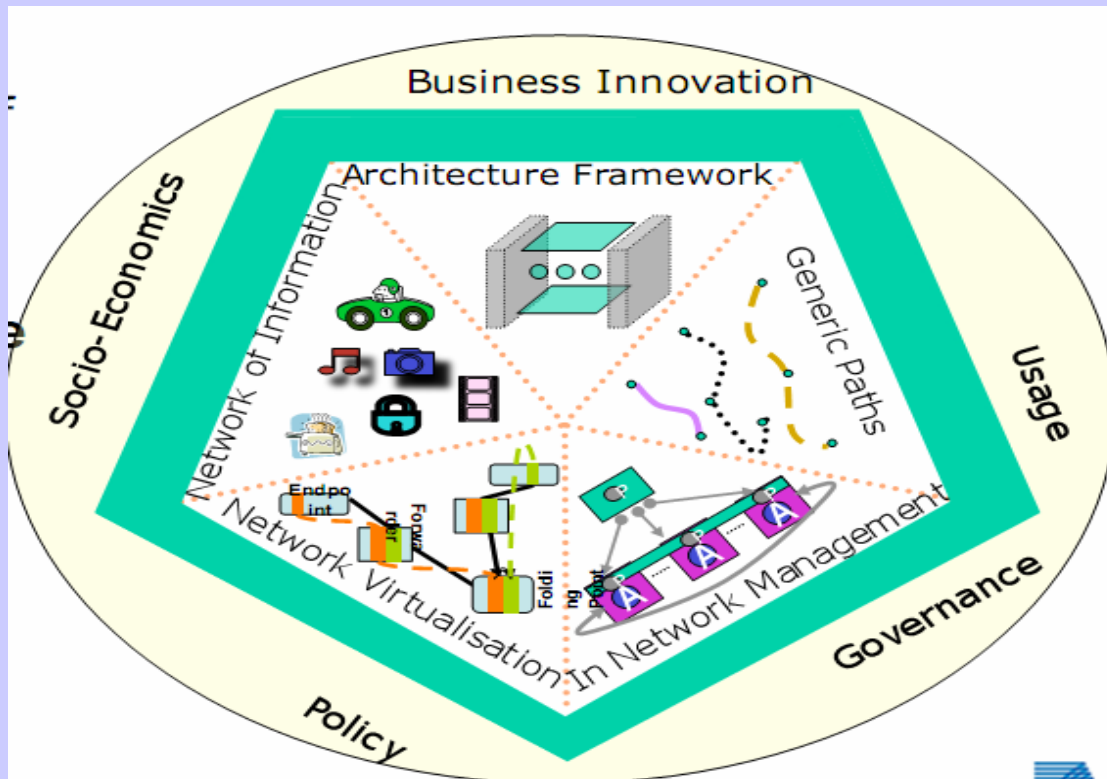 Business Innovation
Socio-Economics
Usage
Governance
Policy
Architecture Framework
Network of Information
Generic Paths
Network Virtualisation
In Network Management
1
Endpo
int
Forwa
rder
Foldi
ng
Point
P
P
P
P
A
A
A